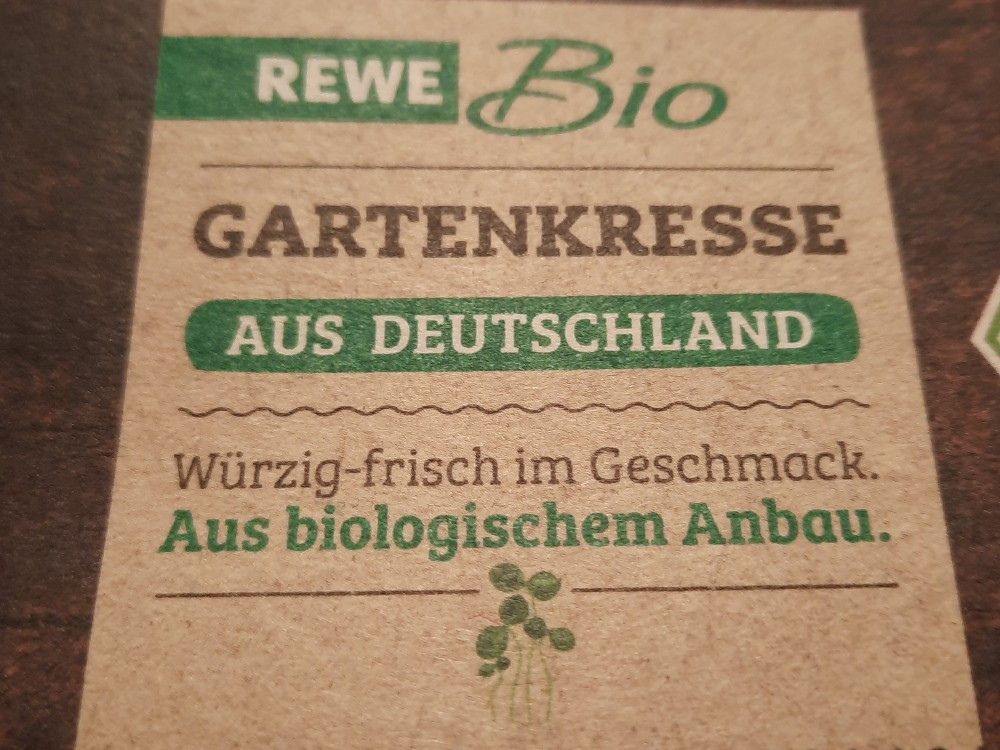 REWE Bio
GARTENKRESSE
AUS DEUTSCHLAND
Würzig-frisch im Geschmack.
Aus biologischem Anbau.